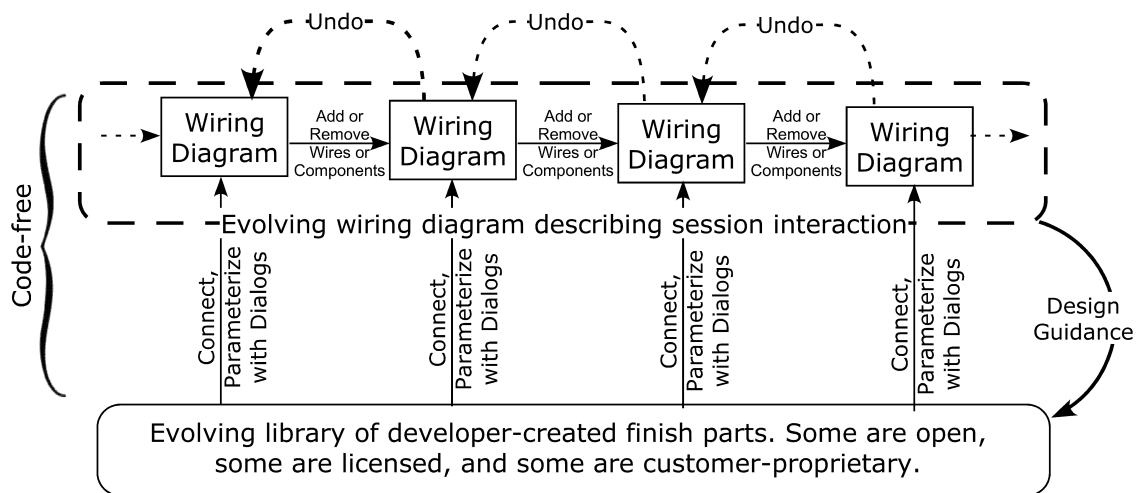 Undo
Undo
Undo
Wiring
Diagram
Add or
Remove
Wires or
Components
Wiring
Diagram
Add or
Remove
Wires or
Components
Wiring
Diagram
Add or
Remove
Wires or
Components
Wiring
Diagram
Evolving wiring diagram describing session interaction
Code-free
Connect,
Parameterize
with Dialogs
Connect,
Parameterize
with Dialogs
Connect,
Parameterize
with Dialogs
Connect,
Parameterize
with Dialogs
Design
Guidance
Evolving library of developer-created finish parts. Some are open,
some are licensed, and some are customer-proprietary.